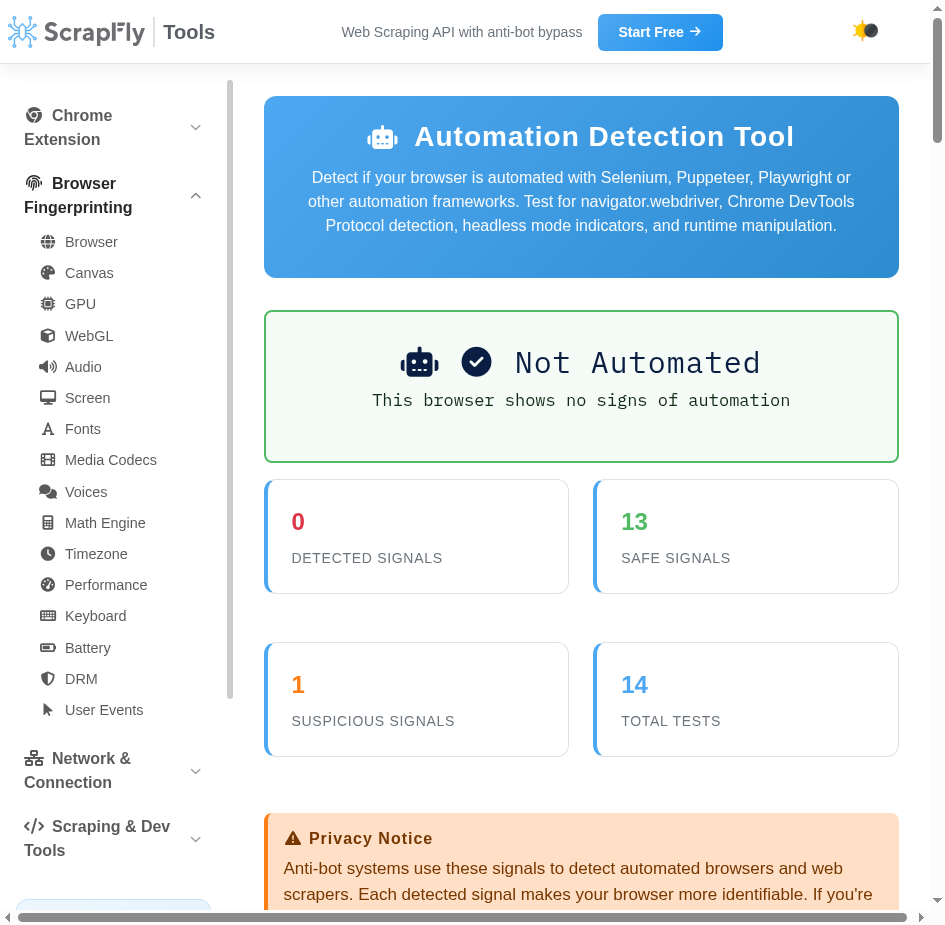 ScrapFly Tools
Web Scraping API with anti-bot bypass
Start Free
Chrome
Extension
Browser
Fingerprinting
Browser
Canvas
GPU
WebGL
Audio
Screen
Fonts
Media Codecs
Voices
Math Engine
Timezone
Performance
Keyboard
Battery
DRM
User Events
Network &
Connection
Scraping & Dev
Tools
Automation Detection Tool
Detect if your browser is automated with Selenium, Puppeteer, Playwright or
other automation frameworks. Test for navigator.webdriver, Chrome DevTools
Protocol detection, headless mode indicators, and runtime manipulation.
Not Automated
This browser shows no signs of automation
0
DETECTED SIGNALS
13
SAFE SIGNALS
1
SUSPICIOUS SIGNALS
14
TOTAL TESTS
Privacy Notice
Anti-bot systems use these signals to detect automated browsers and web
scrapers. Each detected signal makes your browser more identifiable. If you're